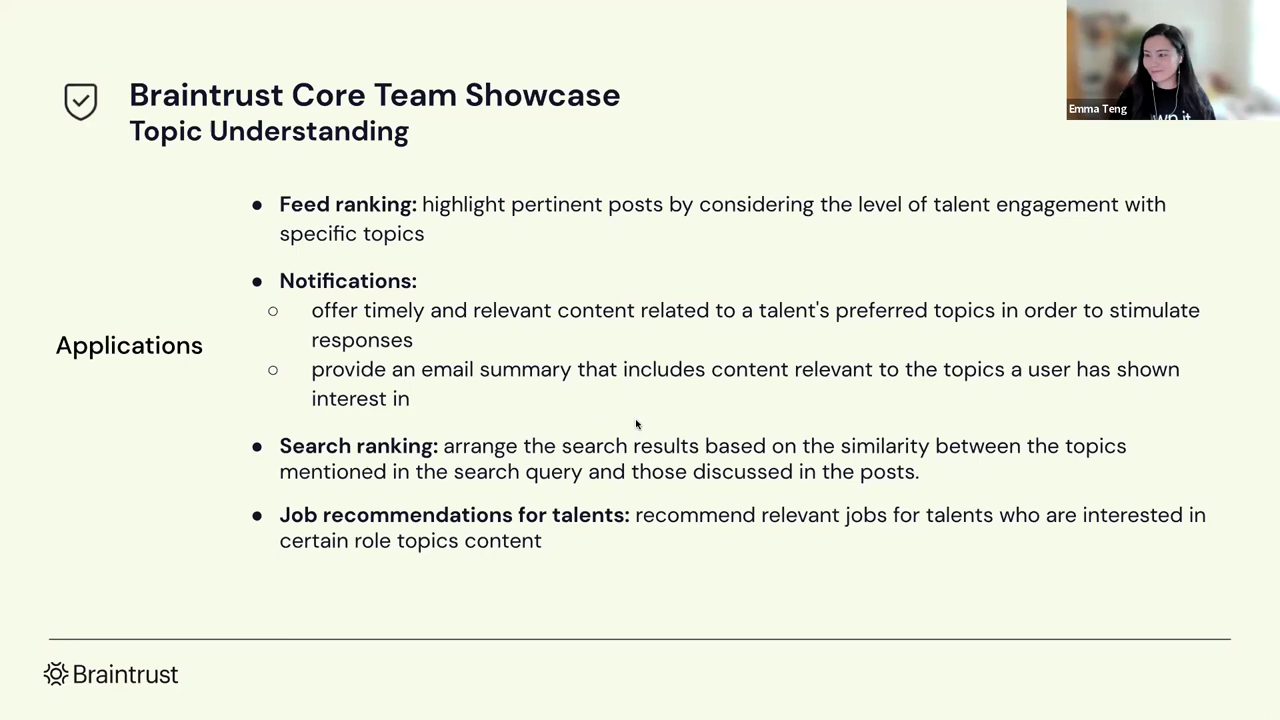 Braintrust Core Team Showcase
Topic Understanding
Emma Teng
Applications
● Feed ranking: highlight pertinent posts by considering the level of talent engagement with
specific topics
● Notifications:
○ offer timely and relevant content related to a talent's preferred topics in order to stimulate
responses
○ provide an email summary that includes content relevant to the topics a user has shown
interest in
● Search ranking: arrange the search results based on the similarity between the topics
mentioned in the search query and those discussed in the posts.
● Job recommendations for talents: recommend relevant jobs for talents who are interested in
certain role topics content
Braintrust